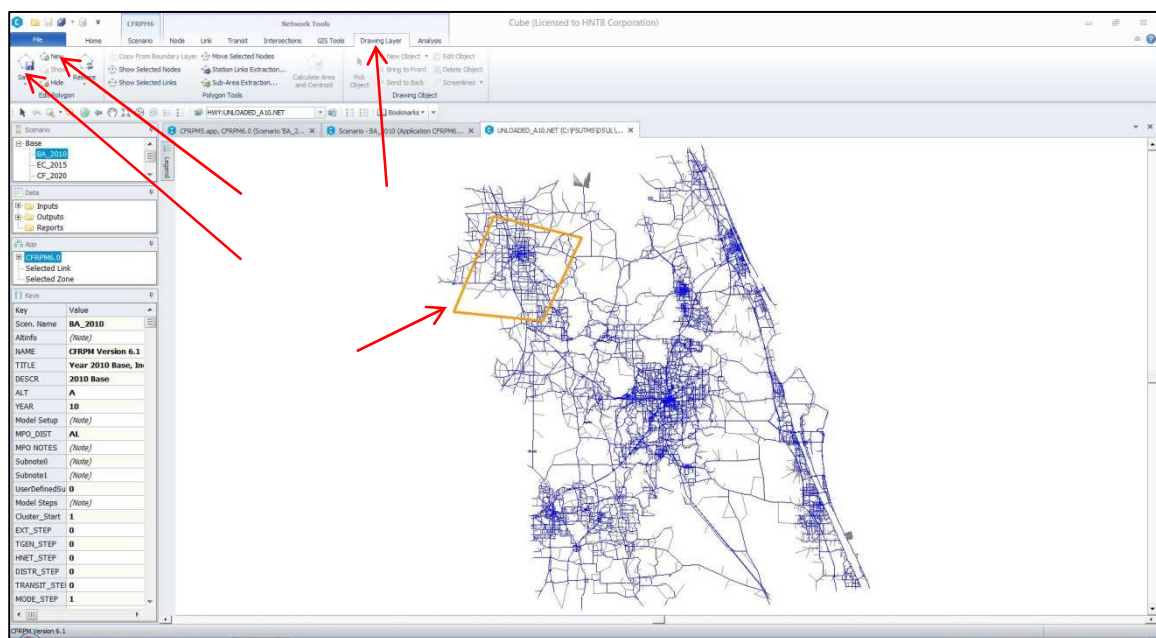 CFRPM6
Network Tools
Cube (Licensed to HNTB Corporation)
File
Home
Scenario
Node
Link
Transit
Intersections
GIS Tools
Drawing Layer
Analysis
New
Copy From Boundary Layer
Move Selected Nodes
New Object
Edit Object
Show
Show Selected Nodes
Station Links Extraction...
Bring to Front
Delete Object
Hide
Show Selected Links
Sub-Area Extraction...
Calculate Area
and Centroid
Pick
Object
Send to Back
Screenlines
Edit Polygon
Polygon Tools
Drawing Object
HWY:UNLOADED_A10.NET
Bookmarks
Scenario
CFRPM5.app, CFRPM6.0 (Scenario 'BA_2...
Scenario - BA_2010 (Application CFRPM6...
Base
BA_2010
EC_2015
CF_2020
Legend
Data
Inputs
Outputs
Reports
App
CFRPM6.0
Selected Link
Selected Zone
Keys
Key Value
Scen. Name BA_2010
AltInfo (Note)
NAME CFRPM Version 6.1
TITLE Year 2010 Base, In
DESCR 2010 Base
ALT A
YEAR 10
Model Setup (Note)
MPO_DIST AL
MPO NOTES (Note)
Subnote0 (Note)
Subnote1 (Note)
UserDefinedSu 0
Model Steps (Note)
Cluster_Start 1
EXT_STEP 0
TGEN_STEP 0
HNET_STEP 0
DISTR_STEP 0
TRANSIT_STE 0
MODE_STEP 1
CFRPM Version 6.1